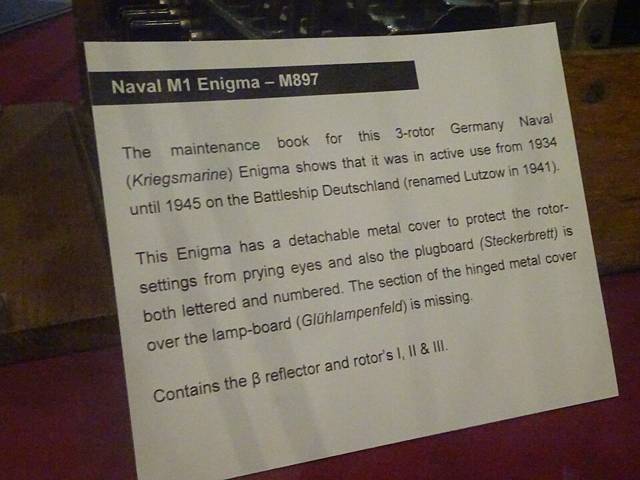 Naval M1 Enigma – M897
The maintenance book for this 3-rotor Germany Naval
(Kriegsmarine) Enigma shows that it was in active use from 1934
until 1945 on the Battleship Deutschland (renamed Lutzow in 1941).
This Enigma has a detachable metal cover to protect the rotor-
settings from prying eyes and also the plugboard (Steckerbrett) is
both lettered and numbered. The section of the hinged metal cover
over the lamp-board (Glühlampenfeld) is missing.
Contains the β reflector and rotor's I, II & III.